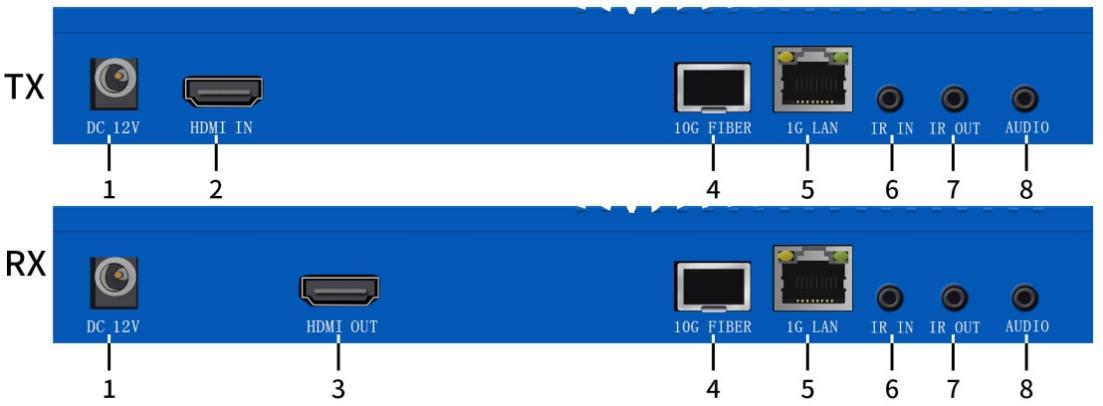 TX
DC 12V HDMI IN 10G FIBER 1G LAN IR IN IR OUT AUDIO
1 2 4 5 6 7 8
RX
DC 12V HDMI OUT 10G FIBER 1G LAN IR IN IR OUT AUDIO
1 3 4 5 6 7 8